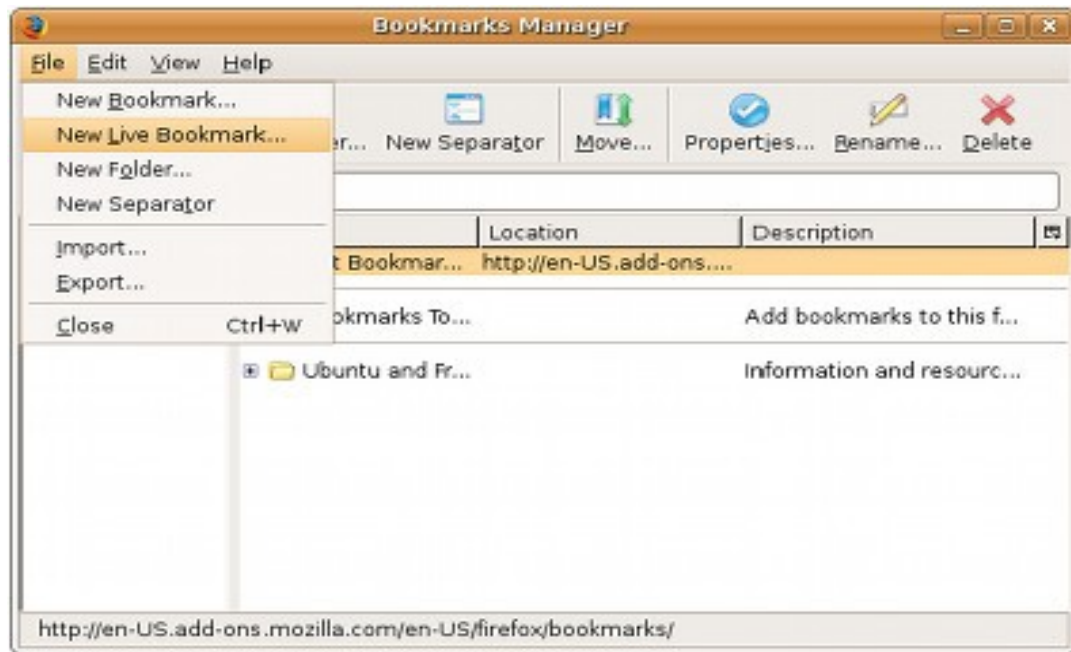 Bookmarks Manager
File Edit View Help
New Bookmark...
New Live Bookmark...
New Folder...
New Separator
Import...
Export...
Close Ctrl+W
r... New Separator Move... Properties... Rename... Delete
Location Description
t Bookmar... http://en-US.add-ons....
okmarks To... Add bookmarks to this f...
Ubuntu and Fr... Information and resourc...
http://en-US.add-ons.mozilla.com/en-US/firefox/bookmarks/